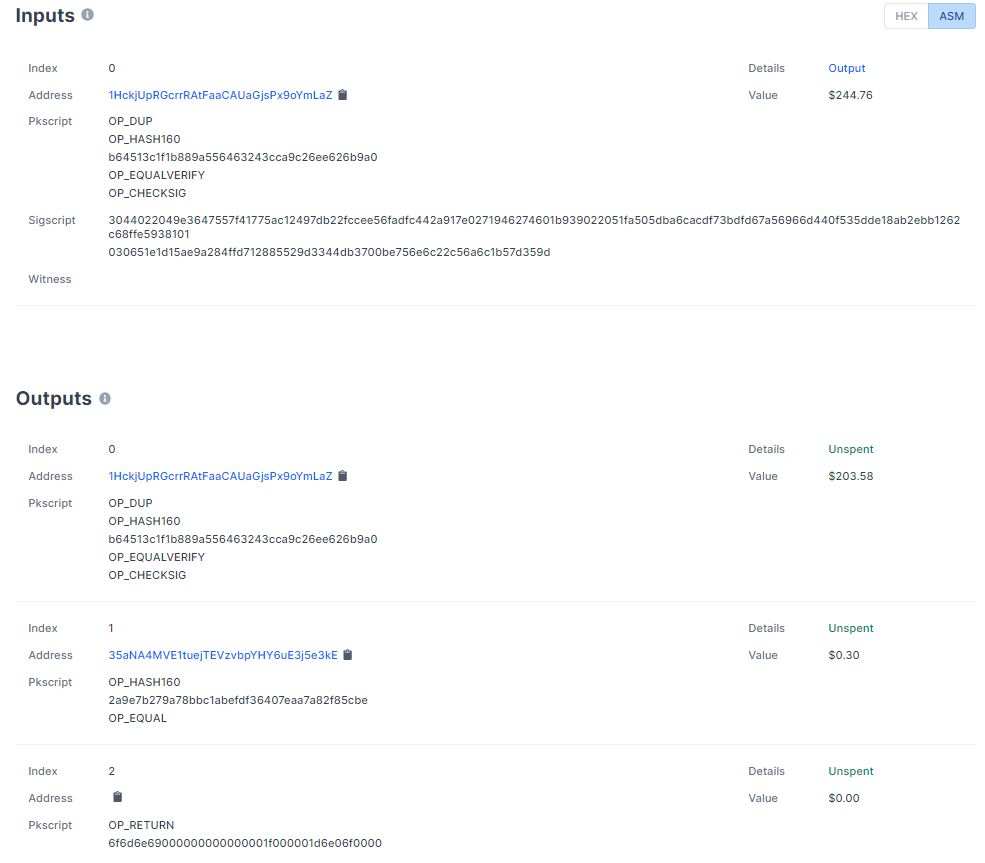 Inputs
HEX ASM
Index 0 Details Output
Address 1HckjUpRGcrrRAtFaaCAUaGjsPx9oYmLaZ Value $244.76
Pkscript OP_DUP
OP_HASH160
b64513c1f1b889a556463243cca9c26ee626b9a0
OP_EQUALVERIFY
OP_CHECKSIG
Sigscript 3044022049e3647557f41775ac12497db22fccee56fadfc442a917e0271946274601b939022051fa505dba6cacdf73bdfd67a56966d440f535dde18ab2ebb1262
c68ffe5938101
030651e1d15ae9a284ffd712885529d3344db3700be756e6c22c56a6c1b57d359d
Witness
Outputs
Index 0 Details Unspent
Address 1HckjUpRGcrrRAtFaaCAUaGjsPx9oYmLaZ Value $203.58
Pkscript OP_DUP
OP_HASH160
b64513c1f1b889a556463243cca9c26ee626b9a0
OP_EQUALVERIFY
OP_CHECKSIG
Index 1 Details Unspent
Address 35aNA4MVE1tuejTEVzvbpYHY6uE3j5e3kE Value $0.30
Pkscript OP_HASH160
2a9e7b279a78bbc1abefdf36407eaa7a82f85cbe
OP_EQUAL
Index 2 Details Unspent
Address Value $0.00
Pkscript OP_RETURN
6f6d6e69000000000000001f000001d6e06f0000